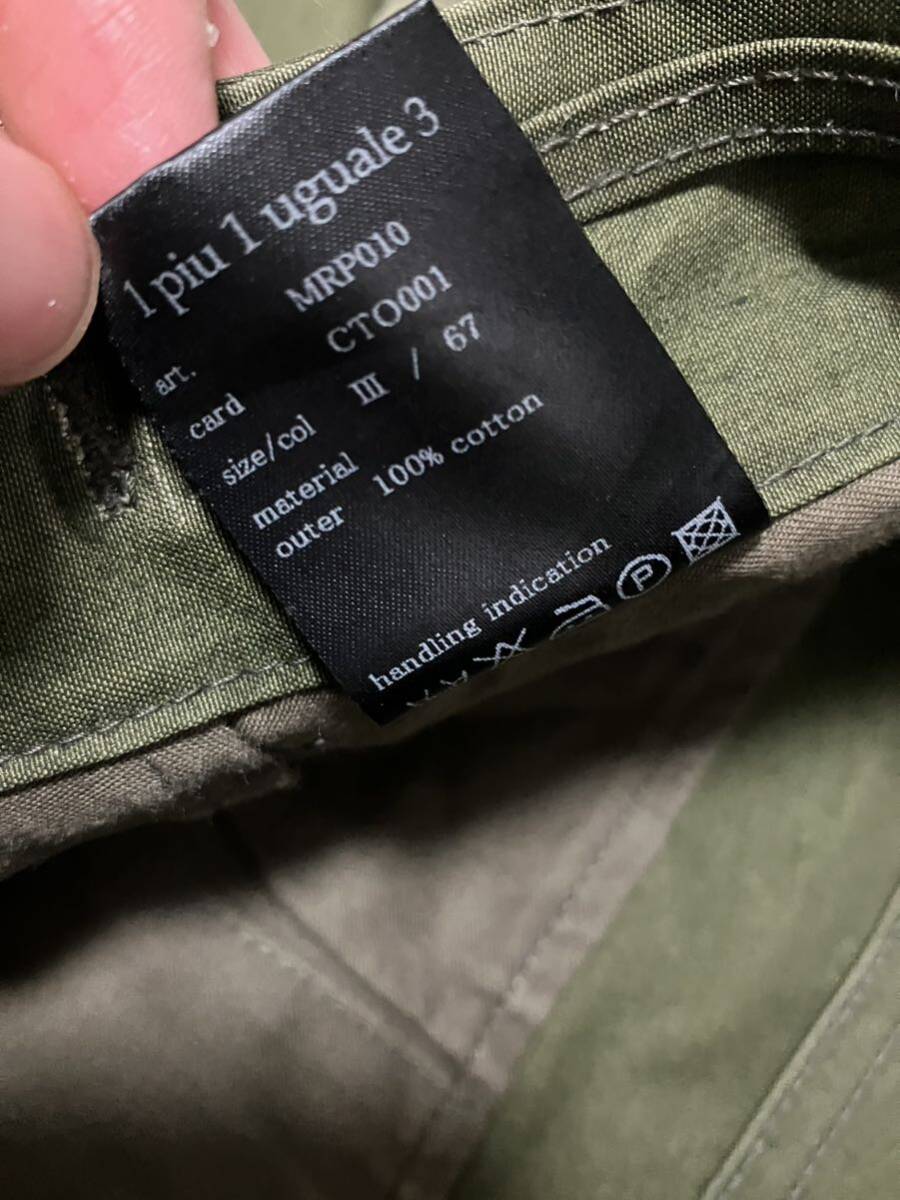 1 piu 1 uguale 3
art. MRP010
card CTO001
size/col III / 67
material
outer 100% cotton
handling indication
P